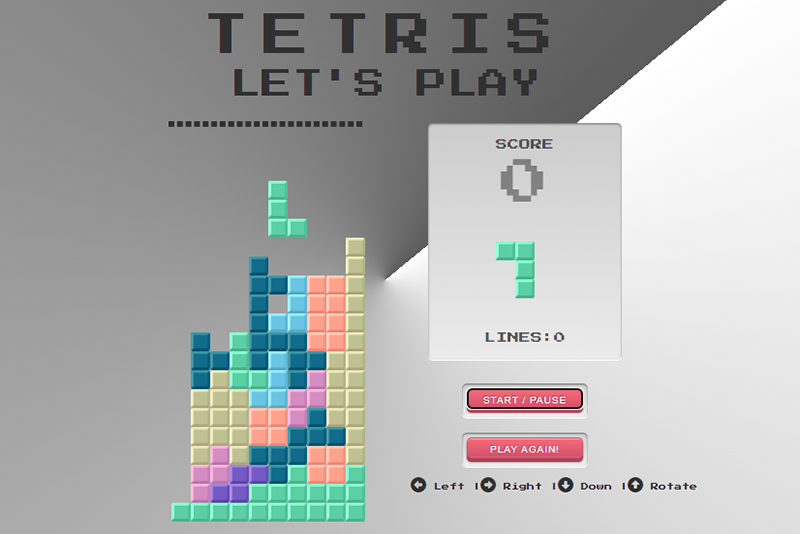 TETRIS
LET'S PLAY
SCORE
0
LINES:0
START / PAUSE
PLAY AGAIN!
Left | Right | Down | Rotate